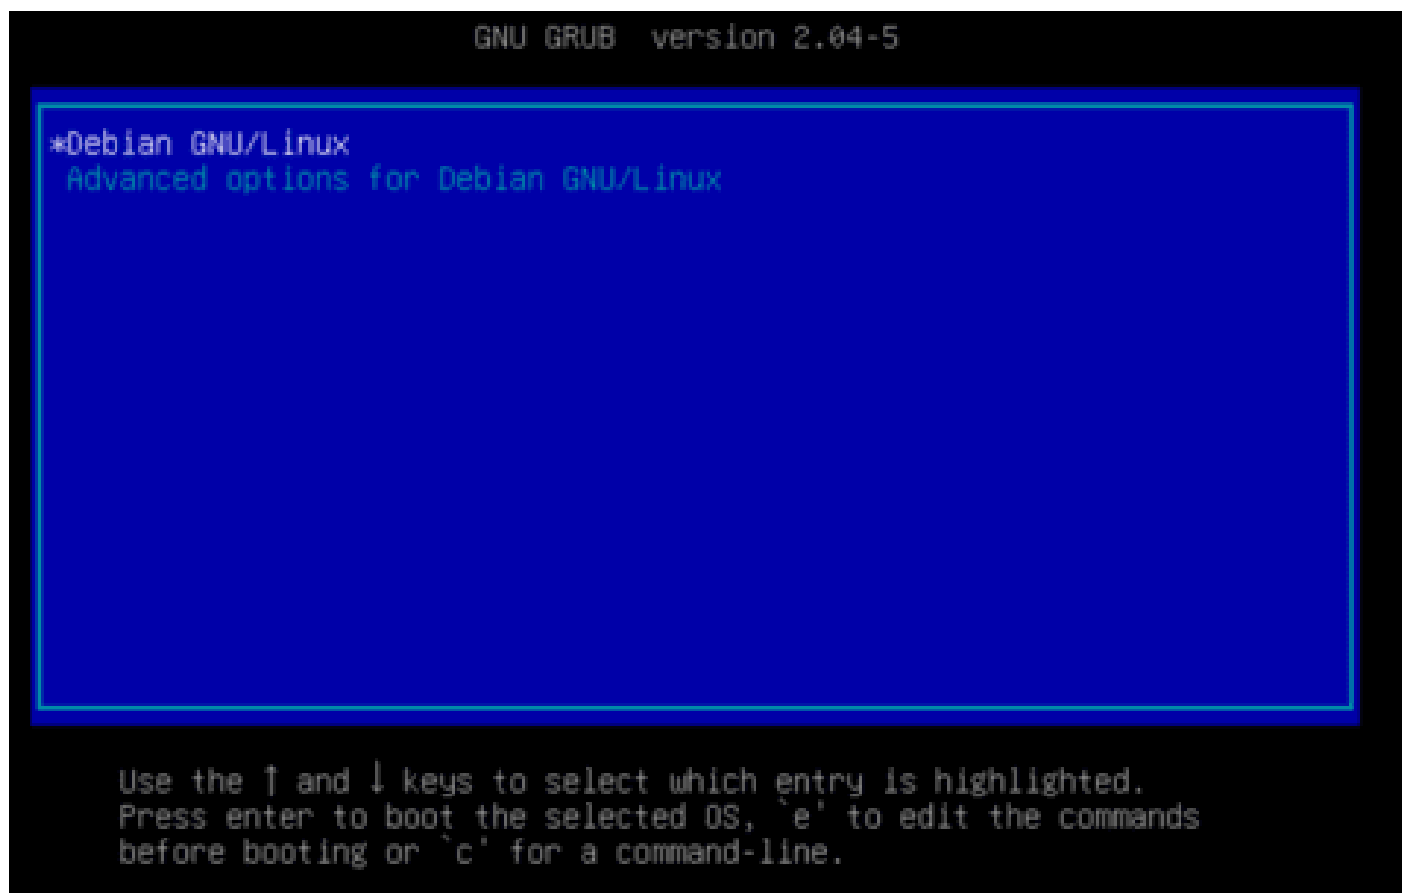 GNU GRUB  version 2.04-5
*Debian GNU/Linux
Advanced options for Debian GNU/Linux
Use the ↑ and ↓ keys to select which entry is highlighted.
Press enter to boot the selected OS, `e' to edit the commands
before booting or `c' for a command-line.